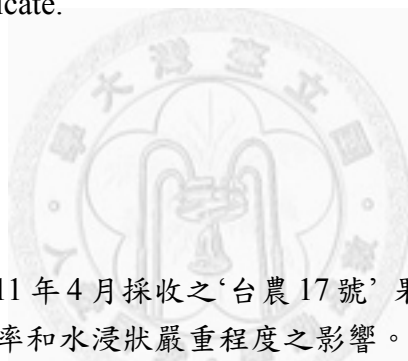 icate.
11 年 4 月採收之‘台農 17 號’ 果
率和水浸狀嚴重程度之影響。